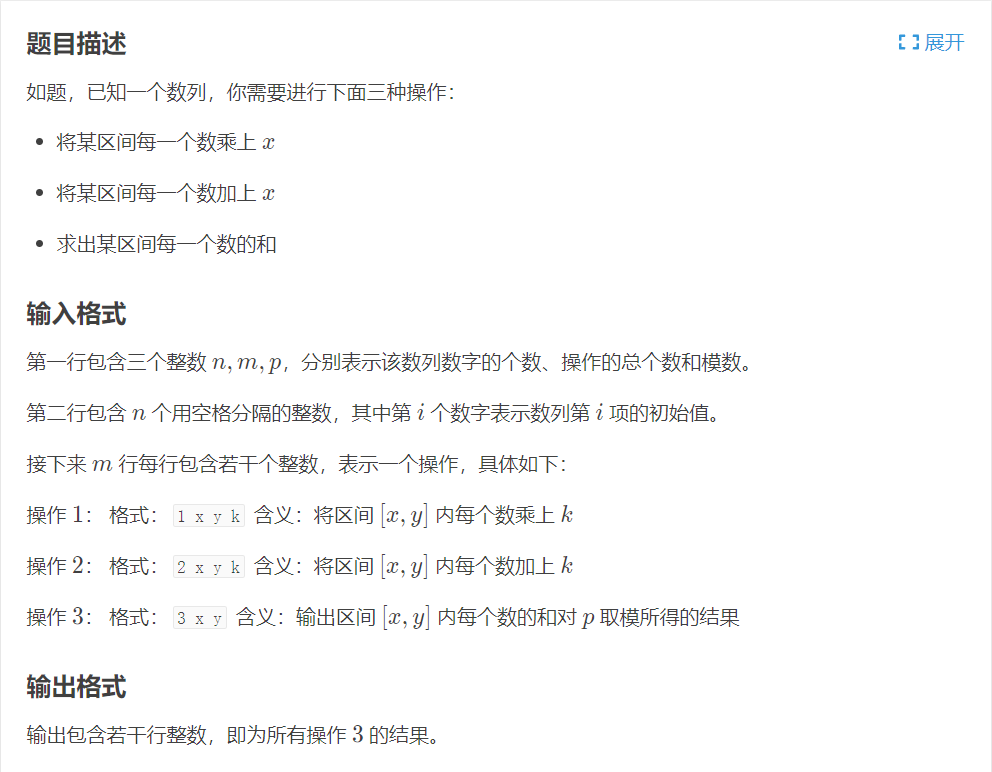 题目描述
展开
如题，已知一个数列，你需要进行下面三种操作：
将某区间每一个数乘上 x
将某区间每一个数加上 x
求出某区间每一个数的和
输入格式
第一行包含三个整数 n, m, p，分别表示该数列数字的个数、操作的总个数和模数。
第二行包含 n 个用空格分隔的整数，其中第 i 个数字表示数列第 i 项的初始值。
接下来 m 行每行包含若干个整数，表示一个操作，具体如下：
操作 1： 格式： 1 x y k 含义：将区间 [x, y] 内每个数乘上 k
操作 2： 格式： 2 x y k 含义：将区间 [x, y] 内每个数加上 k
操作 3： 格式： 3 x y 含义：输出区间 [x, y] 内每个数的和对 p 取模所得的结果
输出格式
输出包含若干行整数，即为所有操作 3 的结果。